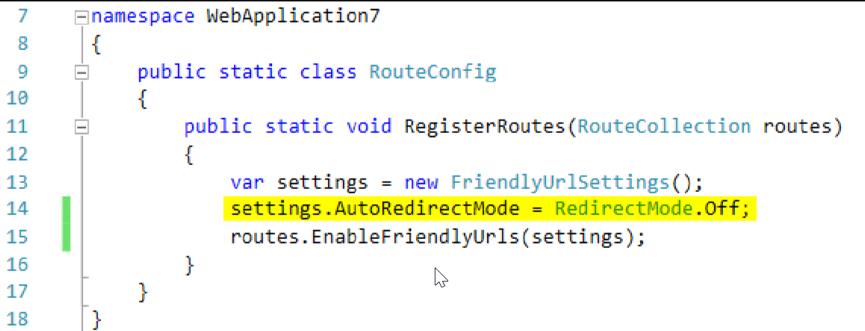 7 namespace WebApplication7
8 {
9 public static class RouteConfig
10 {
11 public static void RegisterRoutes(RouteCollection routes)
12 {
13 var settings = new FriendlyUrlSettings();
14 settings.AutoRedirectMode = RedirectMode.Off;
15 routes.EnableFriendlyUrls(settings);
16 }
17 }
18 }